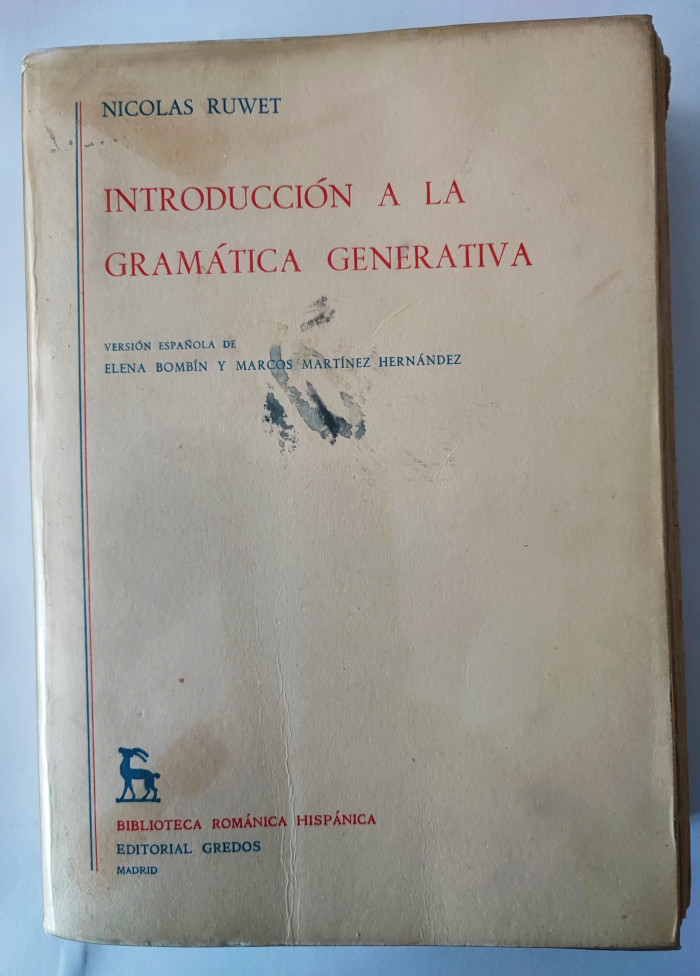 NICOLAS RUWET
INTRODUCCIÓN A LA
GRAMÁTICA GENERATIVA
VERSIÓN ESPAÑOLA DE
ELENA BOMBÍN Y MARCOS MARTÍNEZ HERNÁNDEZ
BIBLIOTECA ROMÁNICA HISPÁNICA
EDITORIAL GREDOS
MADRID